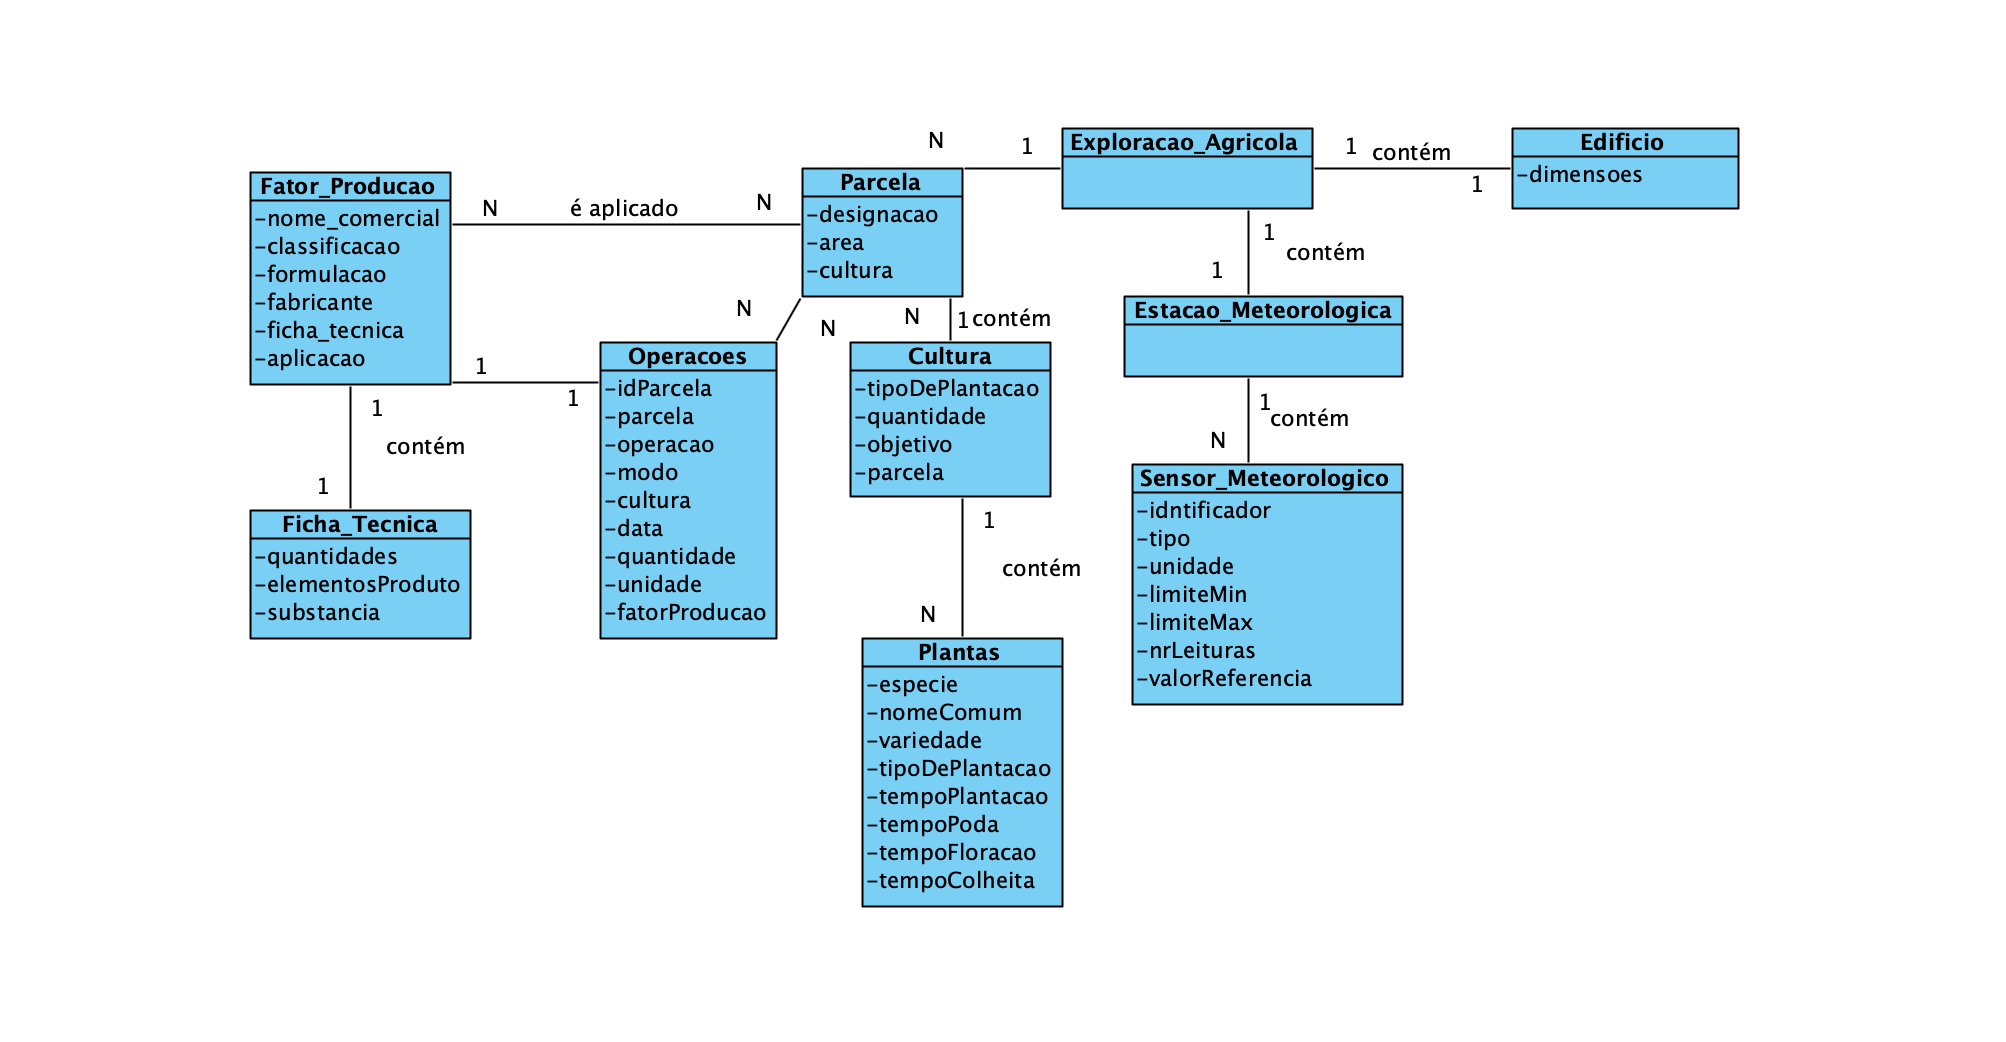 Fator_Producao
-nome_comercial
-classificacao
-formulacao
-fabricante
-ficha_tecnica
-aplicacao
N
é aplicado
N
Parcela
-designacao
-area
-cultura
N
1
Exploracao_Agricola
1
contém
1
Edificio
-dimensoes
1
contém
1
Estacao_Meteorologica
1
contém
N
Sensor_Meteorologico
-idntificador
-tipo
-unidade
-limiteMin
-limiteMax
-nrLeituras
-valorReferencia
N
N
1
1
Operacoes
-idParcela
-parcela
-operacao
-modo
-cultura
-data
-quantidade
-unidade
-fatorProducao
N
1
contém
Cultura
-tipoDePlantacao
-quantidade
-objetivo
-parcela
1
contém
N
Plantas
-especie
-nomeComum
-variedade
-tipoDePlantacao
-tempoPlantacao
-tempoPoda
-tempoFloracao
-tempoColheita
1
contém
1
Ficha_Tecnica
-quantidades
-elementosProduto
-substancia